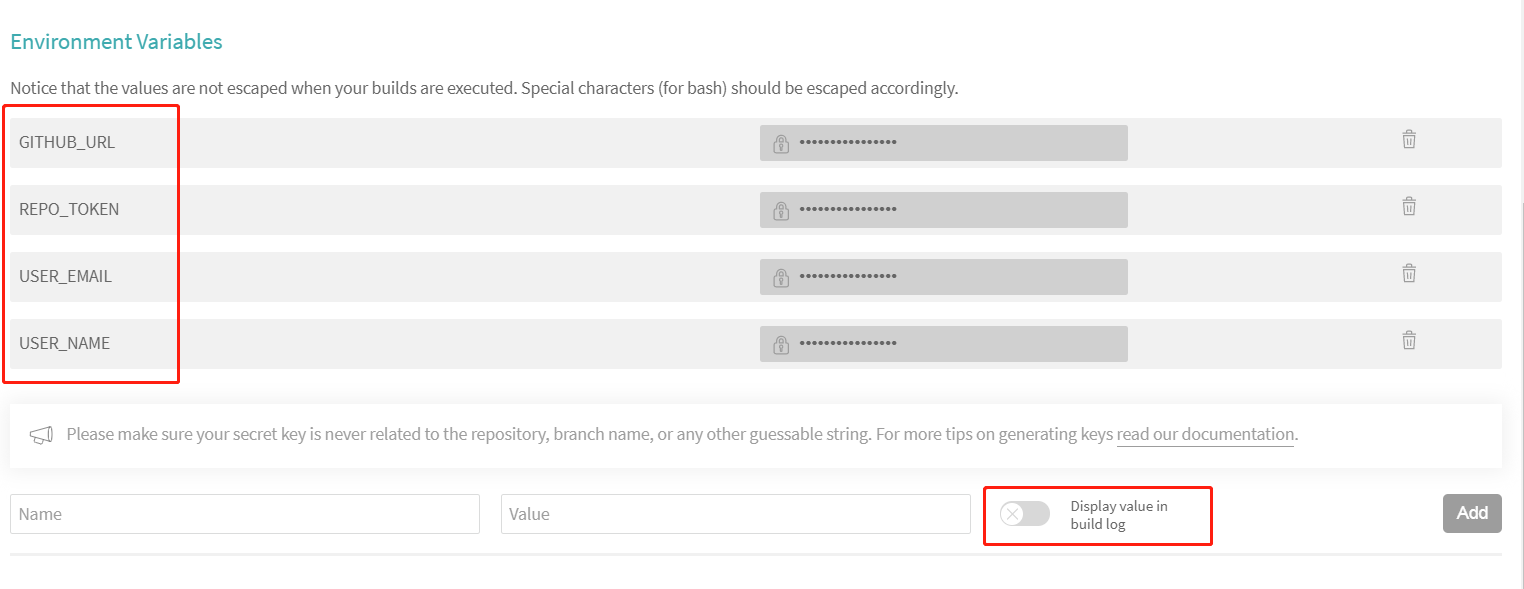 Environment Variables
Notice that the values are not escaped when your builds are executed. Special characters (for bash) should be escaped accordingly.
GITHUB_URL ••••••••••••••••
REPO_TOKEN ••••••••••••••••
USER_EMAIL ••••••••••••••••
USER_NAME ••••••••••••••••
Please make sure your secret key is never related to the repository, branch name, or any other guessable string. For more tips on generating keys read our documentation.
Name
Value
Display value in
build log
Add